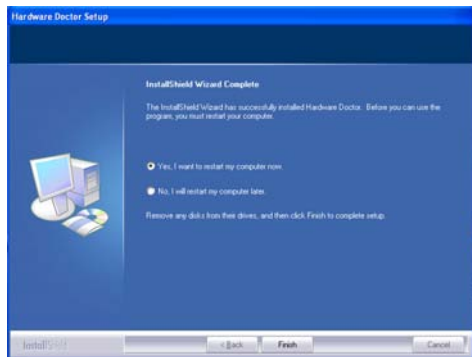 Hardware Doctor Setup
InstallShield Wizard Complete
The InstallShield Wizard has successfully installed Hardware Doctor. Before you can use the
program, you must restart your computer.
Yes, I want to restart my computer now.
No, I will restart my computer later.
Remove any disks from their drives, and then click Finish to complete setup.
InstallShield
< Back Finish Cancel